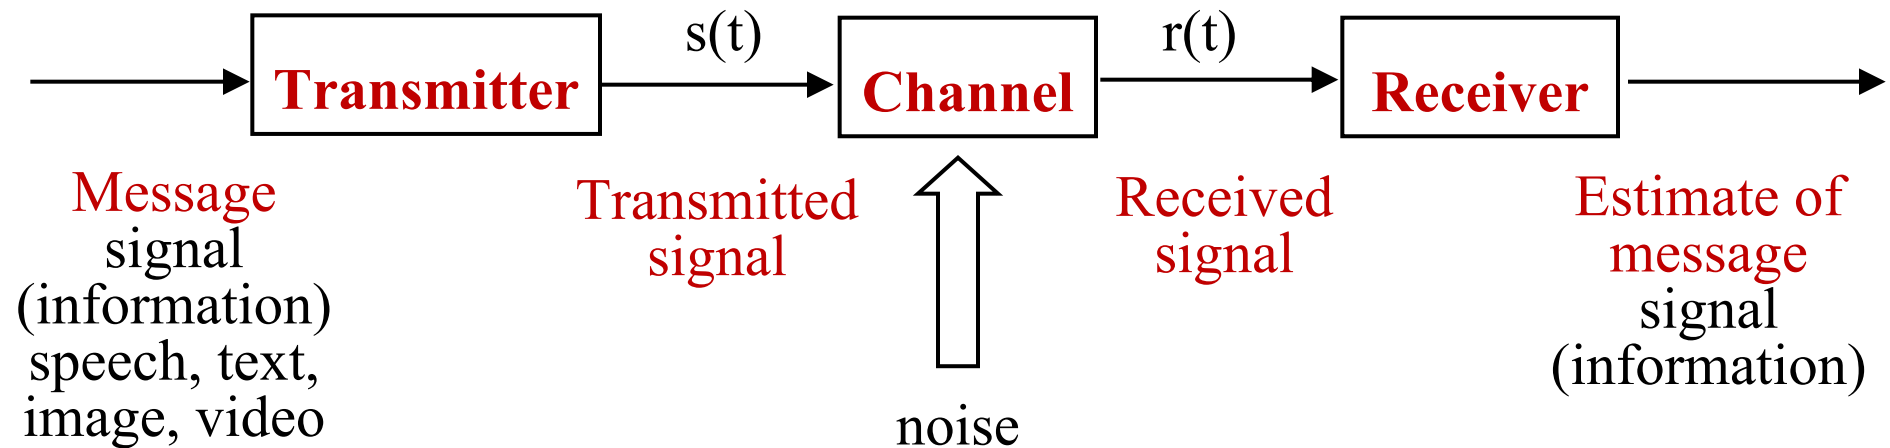 s(t)
r(t)
Transmitter
Channel
Receiver
Message
signal
(information)
speech, text,
image, video
Transmitted
signal
noise
Received
signal
Estimate of
message
signal
(information)